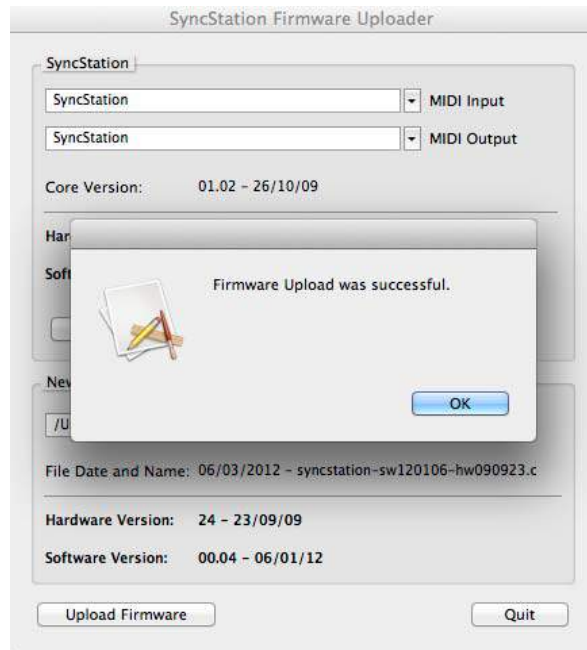 SyncStation Firmware Uploader
SyncStation
SyncStation MIDI Input
SyncStation MIDI Output
Core Version: 01.02 - 26/10/09
Firmware Upload was successful.
OK
File Date and Name: 06/03/2012 - syncstation-sw120106-hw090923.c
Hardware Version: 24 - 23/09/09
Software Version: 00.04 - 06/01/12
Upload Firmware Quit